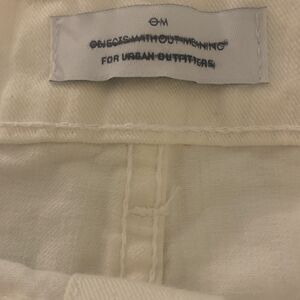 OM
OBJECTS WITHOUT MEANING
FOR URBAN OUTFITTERS